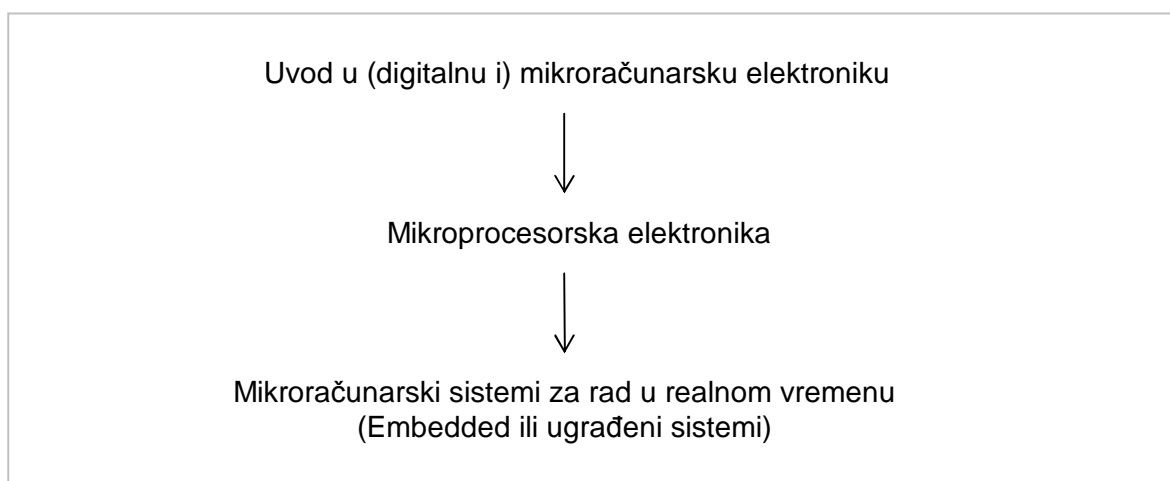 Uvod u (digitalnu i) mikroračunarsku elektroniku
Mikroprocesorska elektronika
Mikroračunarski sistemi za rad u realnom vremenu
(Embedded ili ugrađeni sistemi)